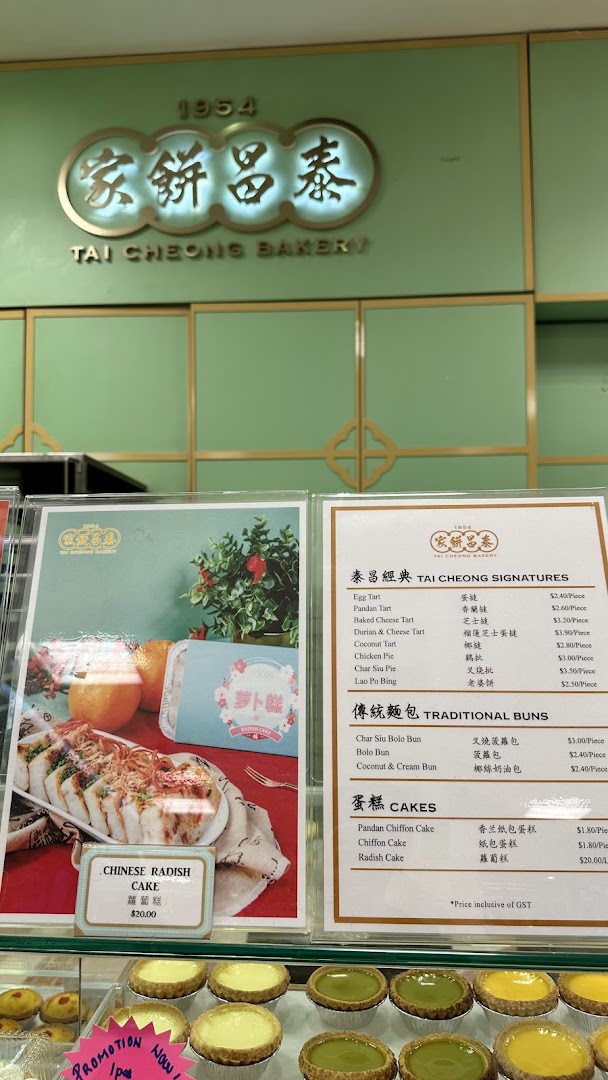 1954
家餅昌泰
TAI CHEONG BAKERY
1954
家餅昌泰
TAI CHEONG BAKERY
萝卜糕
RADISH CAKE
CHINESE RADISH
CAKE
蘿蔔糕
$20.00
1954
家餅昌泰
TAI CHEONG BAKERY
泰昌經典 TAI CHEONG SIGNATURES
Egg Tart 蛋撻 $2.40/Piece
Pandan Tart 香蘭撻 $2.60/Piece
Baked Cheese Tart 芝士撻 $3.20/Piece
Durian & Cheese Tart 榴蓮芝士蛋撻 $3.90/Piece
Coconut Tart 椰撻 $2.80/Piece
Chicken Pie 鷄批 $3.00/Piece
Char Siu Pie 叉燒批 $3.50/Piece
Lao Po Bing 老婆餅 $2.50/Piece
傳統麵包 TRADITIONAL BUNS
Char Siu Bolo Bun 叉燒菠蘿包 $3.00/Piece
Bolo Bun 菠蘿包 $2.40/Piece
Coconut & Cream Bun 椰絲奶油包 $2.40/Piece
蛋糕 CAKES
Pandan Chiffon Cake 香兰纸包蛋糕 $1.80/Pie
Chiffon Cake 纸包蛋糕 $1.80/Pie
Radish Cake 蘿蔔糕 $20.00/
*Price inclusive of GST
PROMOTION NOW!
1